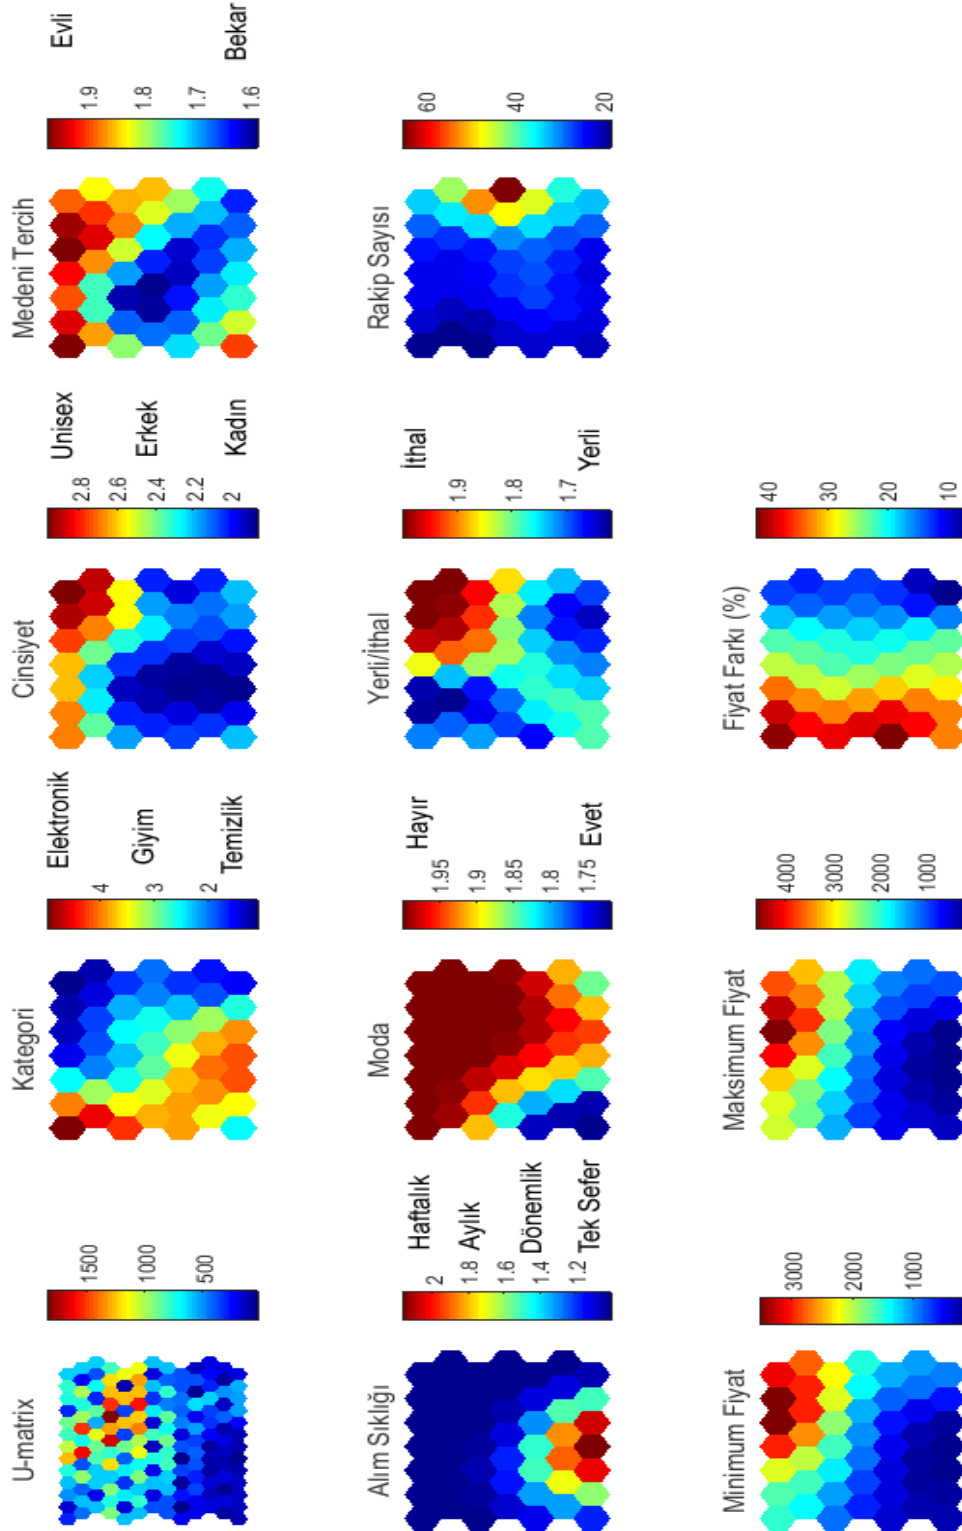 U-matrix
1500
1000
500
Kategori
Elektronik
4
Giyim
3
2
Temizlik
Cinsiyet
Unisex
2.8
2.6
Erkek
2.4
2.2
2
Kadın
Medeni Tercih
Evli
1.9
1.8
1.7
1.6
Bekar
Alım Sıklığı
Haftalık
2
1.8
Aylık
1.6
Dönemlik
1.4
1.2
Tek Sefer
Moda
Hayır
1.95
1.9
1.85
1.8
1.75
Evet
Yerli/İthal
İthal
1.9
1.8
1.7
Yerli
Rakip Sayısı
60
40
20
Minimum Fiyat
3000
2000
1000
Maksimum Fiyat
4000
3000
2000
1000
Fiyat Farkı (%)
40
30
20
10